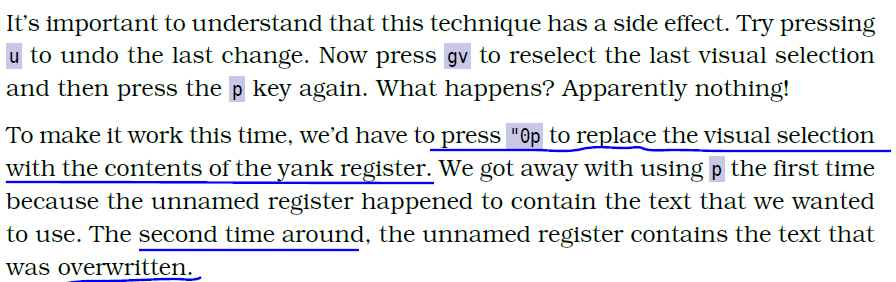 It’s important to understand that this technique has a side effect. Try pressing
u to undo the last change. Now press gv to reselect the last visual selection
and then press the p key again. What happens? Apparently nothing!
To make it work this time, we’d have to press "0p to replace the visual selection
with the contents of the yank register. We got away with using p the first time
because the unnamed register happened to contain the text that we wanted
to use. The second time around, the unnamed register contains the text that
was overwritten.